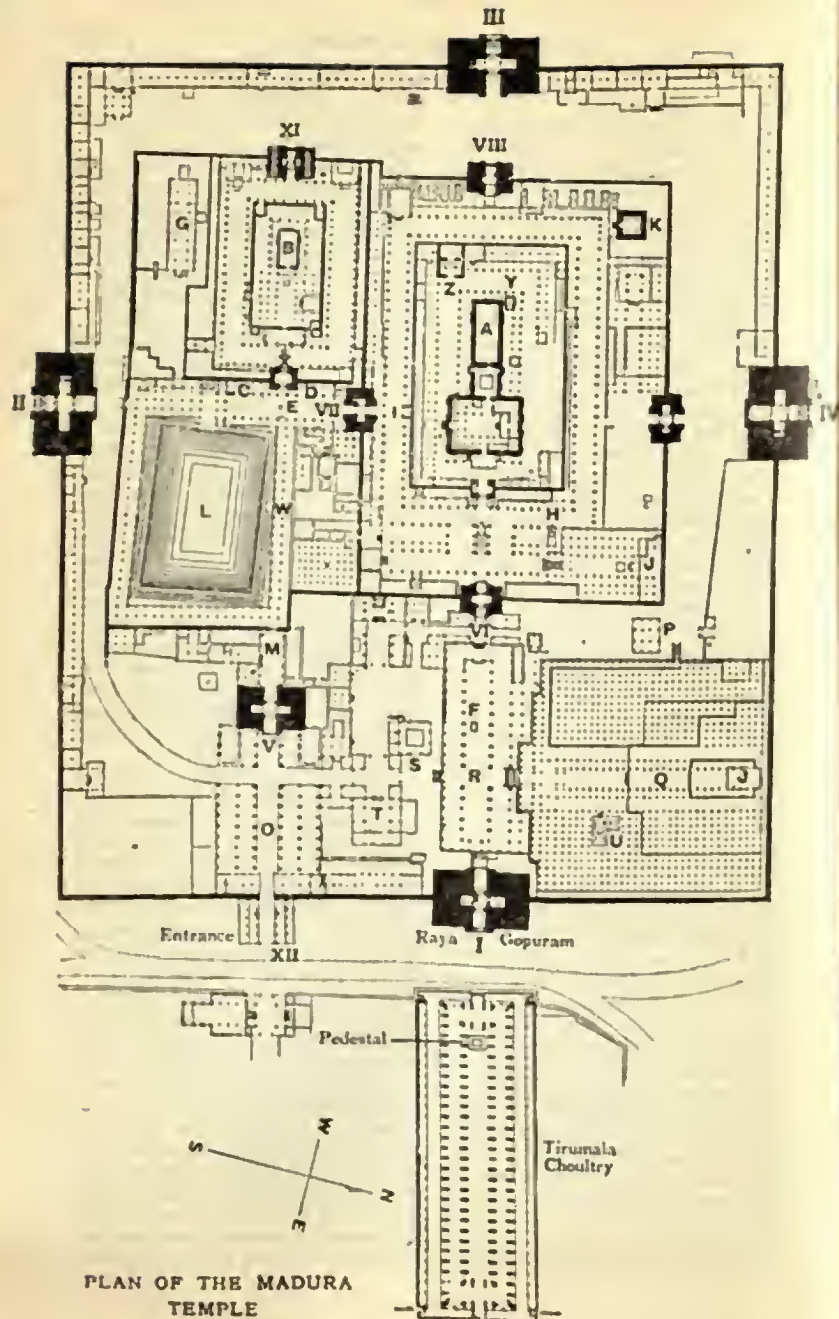 III
XI
VIII
G
K
B
Y
Z
A
II
C
D
E
VII
IV
L
W
H
J
P
M
VI
F
V
S
R
Q
J
T
O
U
Entrance
Raya I Gopuram
XII
Pedestal
Tirumala
Choultry
W
S
N
E
PLAN OF THE MADURA
TEMPLE